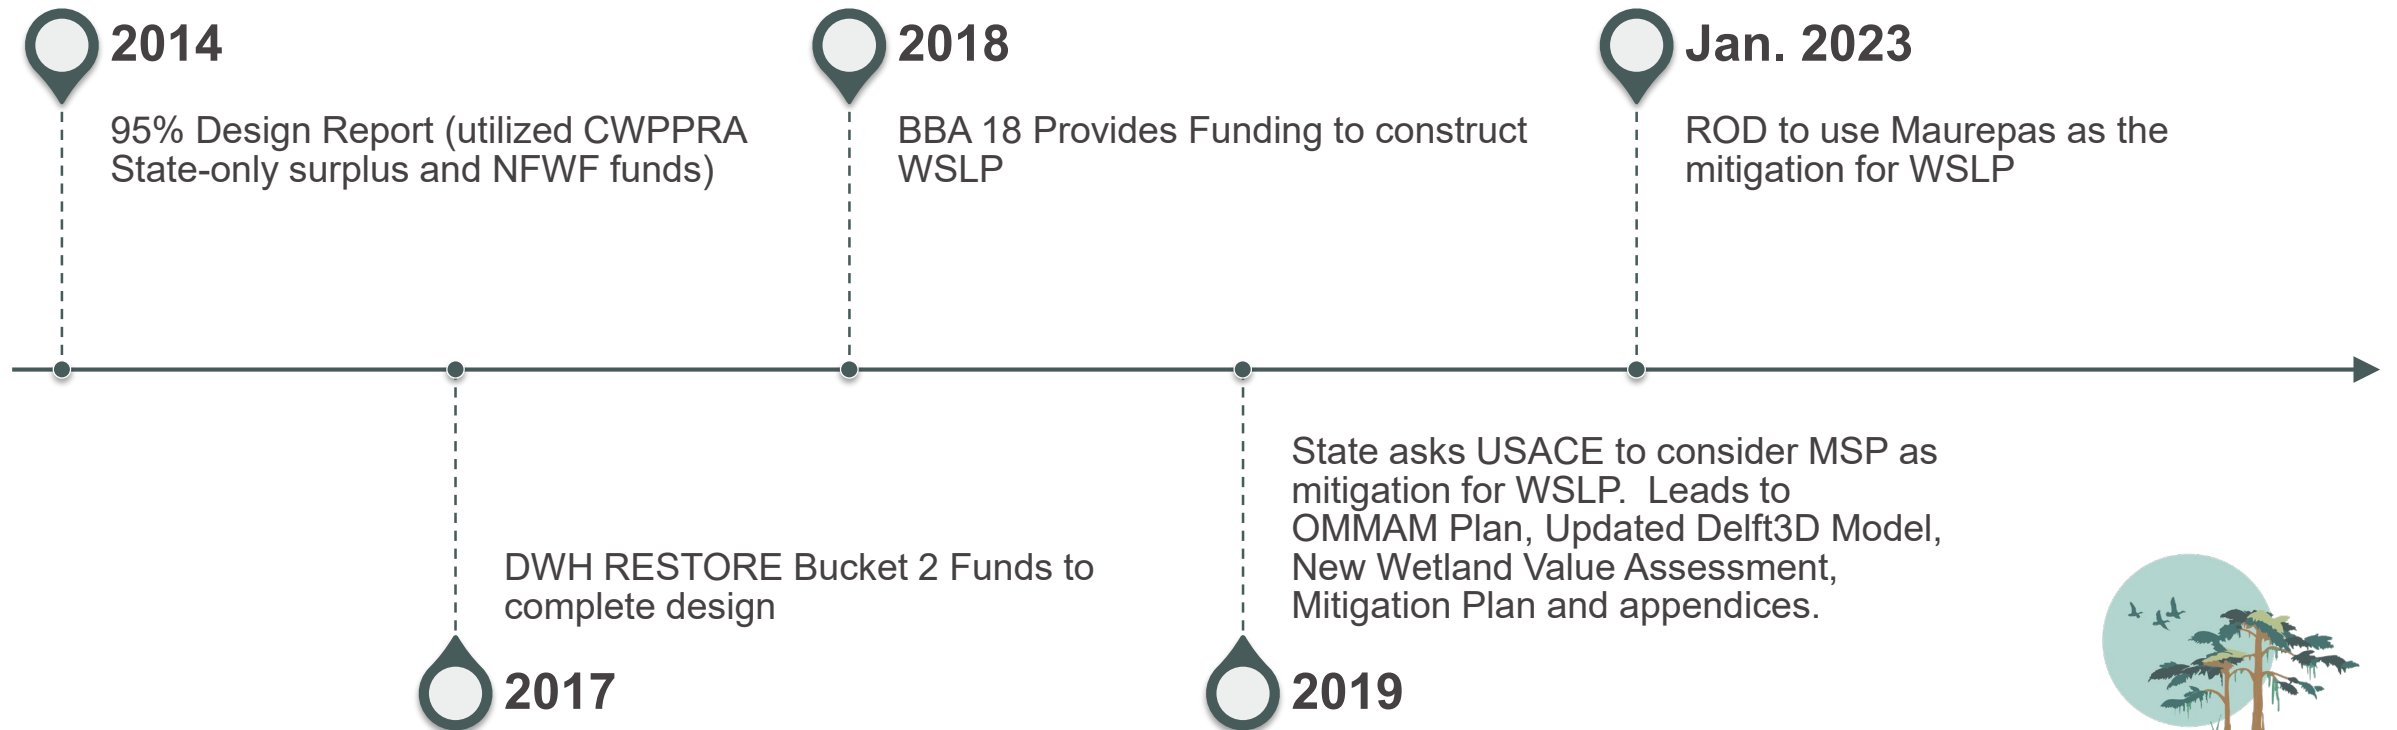 2014
95% Design Report (utilized CWPPRA
State-only surplus and NFWF funds)
2018
BBA 18 Provides Funding to construct
WSLP
Jan. 2023
ROD to use Maurepas as the
mitigation for WSLP
DWH RESTORE Bucket 2 Funds to
complete design
2017
State asks USACE to consider MSP as
mitigation for WSLP.  Leads to
OMMAM Plan, Updated Delft3D Model,
New Wetland Value Assessment,
Mitigation Plan and appendices.
2019